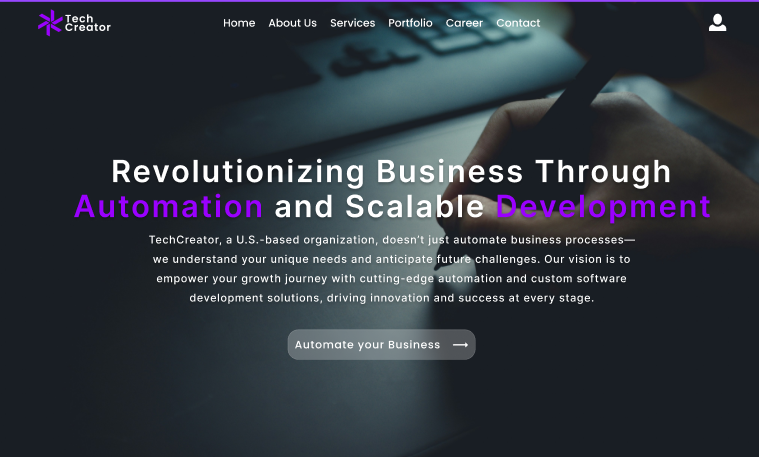 Tech
Creator
Home About Us Services Portfolio Career Contact
Revolutionizing Business Through
Automation and Scalable Development
TechCreator, a U.S.-based organization, doesn't just automate business processes—
we understand your unique needs and anticipate future challenges. Our vision is to
empower your growth journey with cutting-edge automation and custom software
development solutions, driving innovation and success at every stage.
Automate your Business